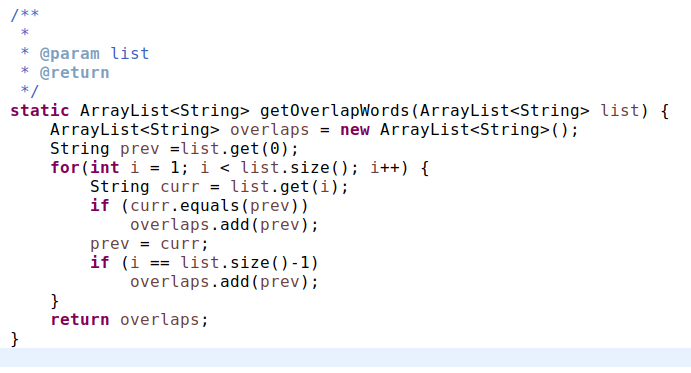 /**
 *
 * @param list
 * @return
 */
static ArrayList<String> getOverlapWords(ArrayList<String> list) {
    ArrayList<String> overlaps = new ArrayList<String>();
    String prev =list.get(0);
    for(int i = 1; i < list.size(); i++) {
        String curr = list.get(i);
        if (curr.equals(prev))
            overlaps.add(prev);
        prev = curr;
        if (i == list.size()-1)
            overlaps.add(prev);
    }
    return overlaps;
}